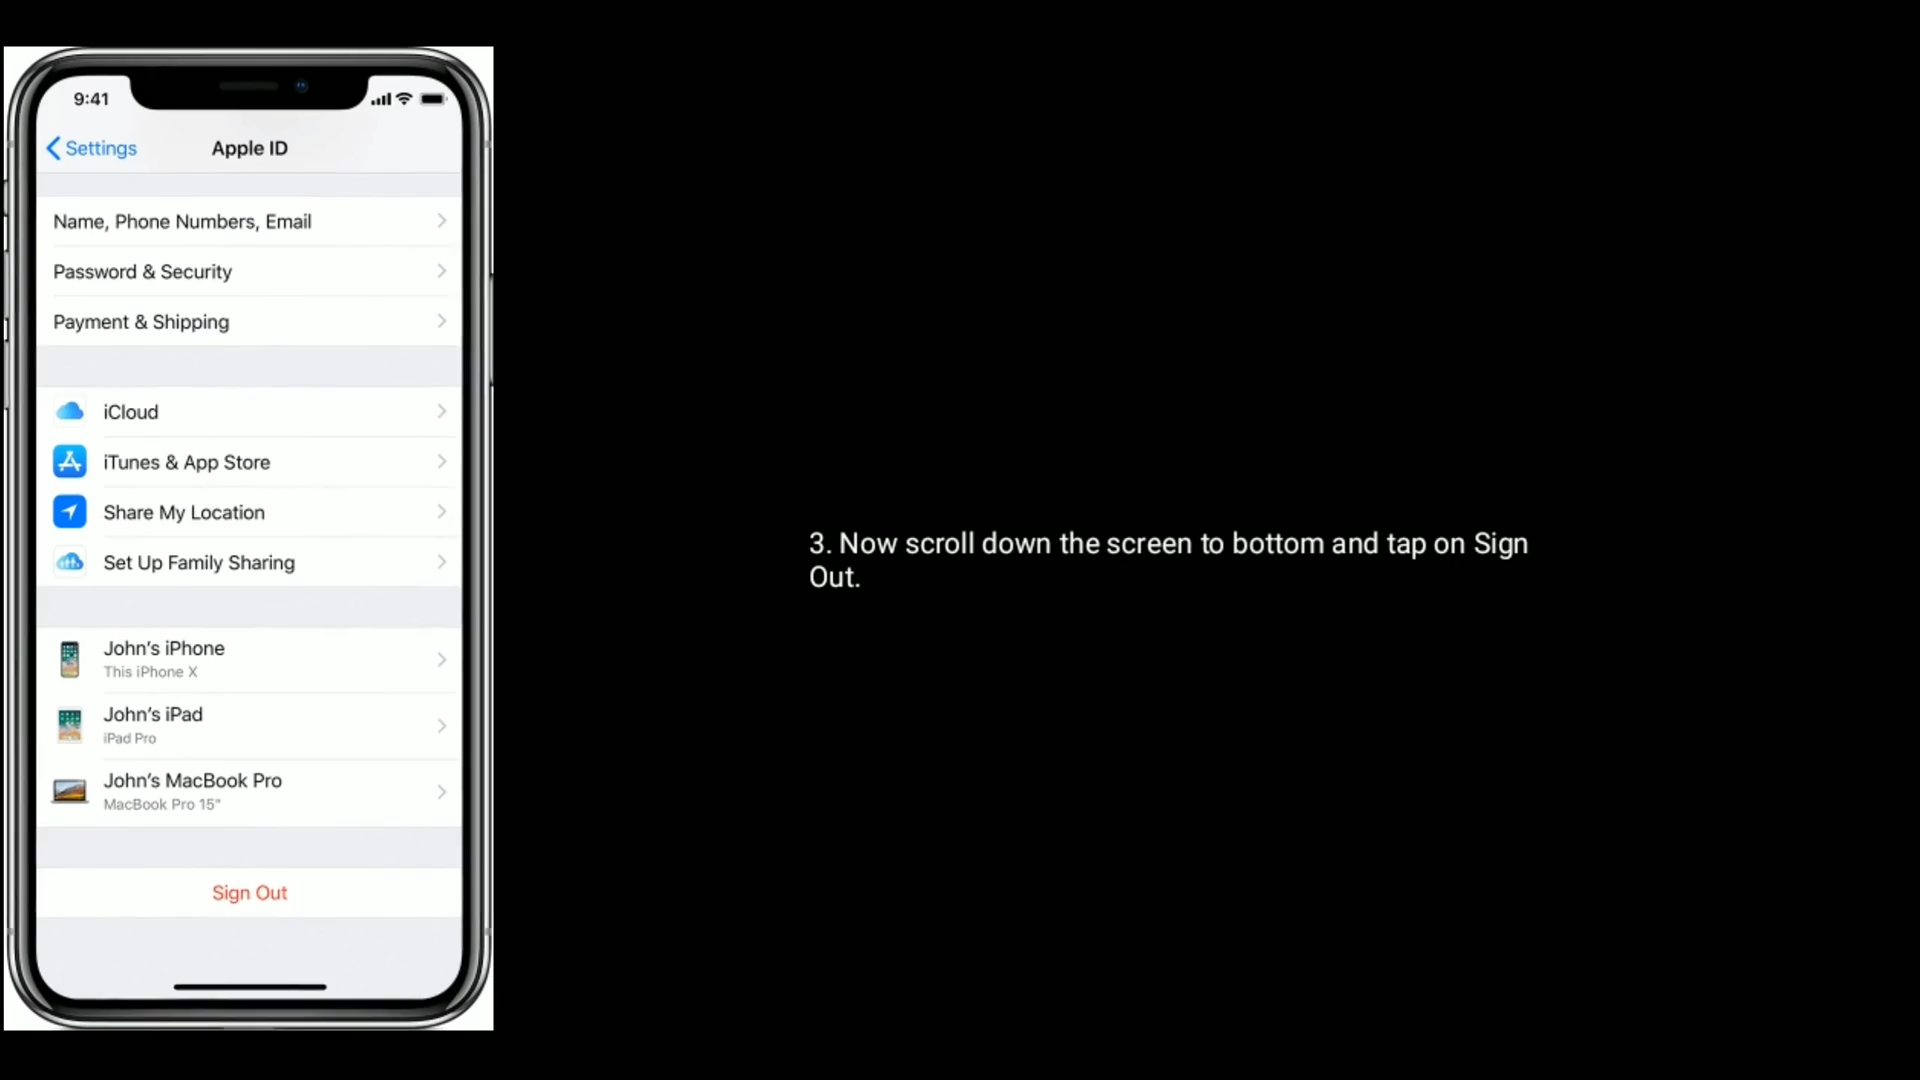 9:41
Settings
Apple ID
Name, Phone Numbers, Email
Password & Security
Payment & Shipping
iCloud
iTunes & App Store
Share My Location
Set Up Family Sharing
John’s iPhone
This iPhone X
John’s iPad
iPad Pro
John’s MacBook Pro
MacBook Pro 15"
Sign Out
3. Now scroll down the screen to bottom and tap on Sign
Out.